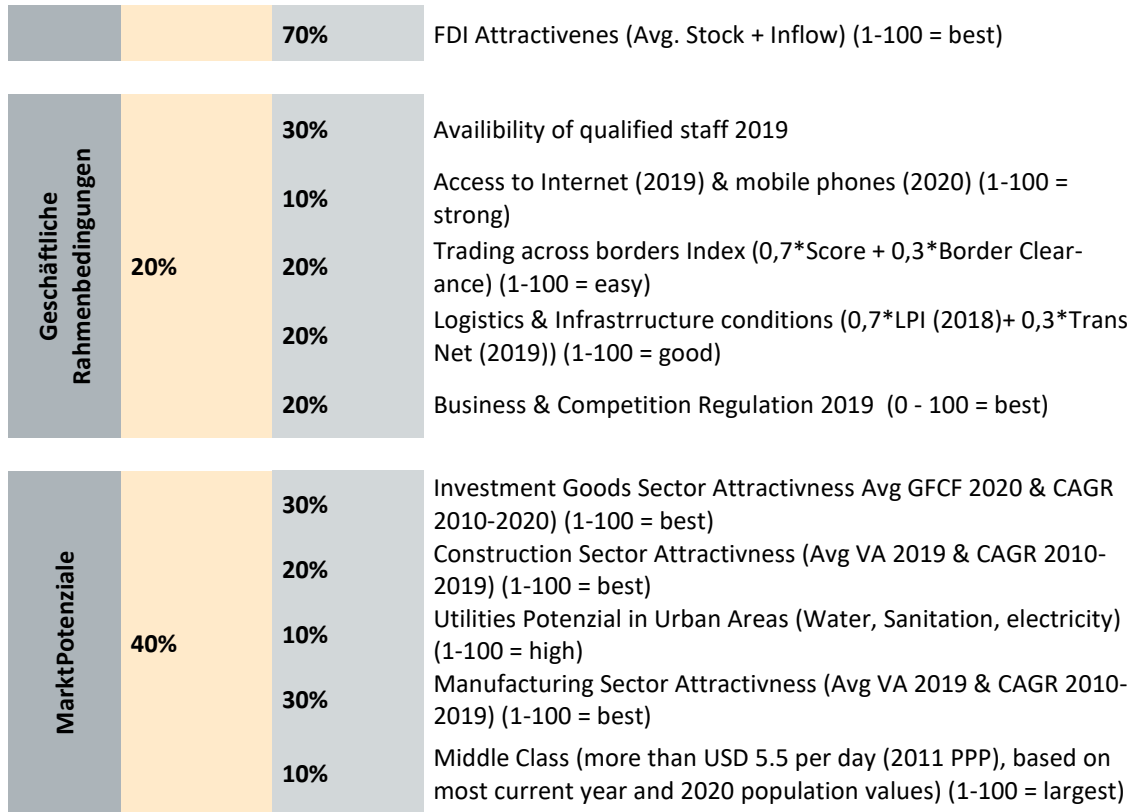 70% FDI Attractivenes (Avg. Stock + Inflow) (1-100 = best)
Geschäftliche
Rahmenbedingungen
20%
30% Availibility of qualified staff 2019
10% Access to Internet (2019) & mobile phones (2020) (1-100 =
strong)
20% Trading across borders Index (0,7*Score + 0,3*Border Clear-
ance) (1-100 = easy)
20% Logistics & Infrastrructure conditions (0,7*LPI (2018)+ 0,3*Trans
Net (2019)) (1-100 = good)
20% Business & Competition Regulation 2019 (0 - 100 = best)
MarktPotenziale
40%
30% Investment Goods Sector Attractivness Avg GFCF 2020 & CAGR
2010-2020) (1-100 = best)
20% Construction Sector Attractivness (Avg VA 2019 & CAGR 2010-
2019) (1-100 = best)
10% Utilities Potenzial in Urban Areas (Water, Sanitation, electricity)
(1-100 = high)
30% Manufacturing Sector Attractivness (Avg VA 2019 & CAGR 2010-
2019) (1-100 = best)
10% Middle Class (more than USD 5.5 per day (2011 PPP), based on
most current year and 2020 population values) (1-100 = largest)